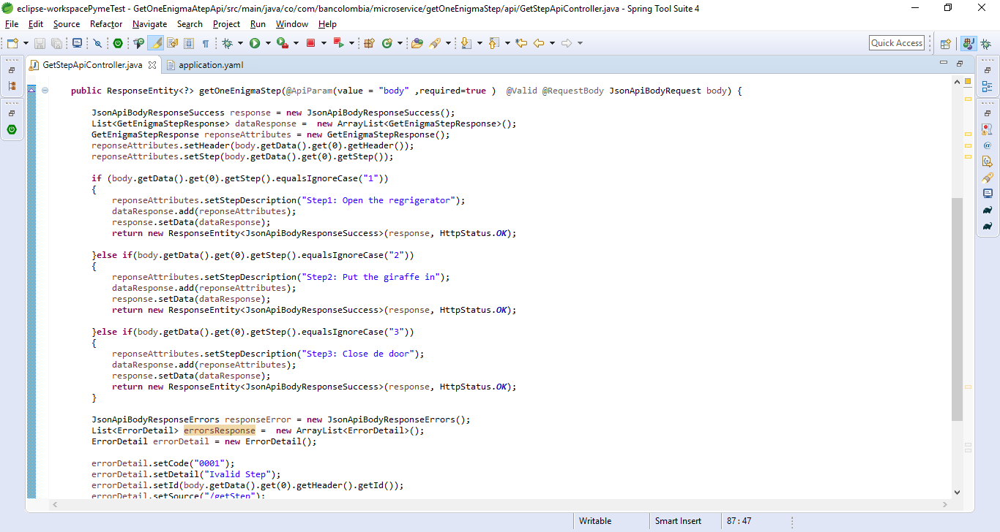 eclipse-workspacePymeTest - GetOneEnigmaAtepApi/src/main/java/co/com/bancolombia/microservice/getOneEnigmaStep/api/GetStepApiController.java - Spring Tool Suite 4
File Edit Source Refactor Navigate Search Project Run Window Help
Quick Access
GetStepApiController.java application.yaml
public ResponseEntity<?> getOneEnigmaStep(@ApiParam(value = "body" ,required=true ) @Valid @RequestBody JsonApiBodyRequest body) {
JsonApiBodyResponseSuccess response = new JsonApiBodyResponseSuccess();
List<GetEnigmaStepResponse> dataResponse = new ArrayList<GetEnigmaStepResponse>();
GetEnigmaStepResponse reponseAttributes = new GetEnigmaStepResponse();
reponseAttributes.setHeader(body.getData().get(0).getHeader());
reponseAttributes.setStep(body.getData().get(0).getStep());
if (body.getData().get(0).getStep().equalsIgnoreCase("1"))
{
reponseAttributes.setStepDescription("Step1: Open the regrigerator");
dataResponse.add(reponseAttributes);
response.setData(dataResponse);
return new ResponseEntity<JsonApiBodyResponseSuccess>(response, HttpStatus.OK);
}else if(body.getData().get(0).getStep().equalsIgnoreCase("2"))
{
reponseAttributes.setStepDescription("Step2: Put the giraffe in");
dataResponse.add(reponseAttributes);
response.setData(dataResponse);
return new ResponseEntity<JsonApiBodyResponseSuccess>(response, HttpStatus.OK);
}else if(body.getData().get(0).getStep().equalsIgnoreCase("3"))
{
reponseAttributes.setStepDescription("Step3: Close de door");
dataResponse.add(reponseAttributes);
response.setData(dataResponse);
return new ResponseEntity<JsonApiBodyResponseSuccess>(response, HttpStatus.OK);
}
JsonApiBodyResponseErrors responseError = new JsonApiBodyResponseErrors();
List<ErrorDetail> errorsResponse = new ArrayList<ErrorDetail>();
ErrorDetail errorDetail = new ErrorDetail();
errorDetail.setCode("0001");
errorDetail.setDetail("Ivalid Step");
errorDetail.setId(body.getData().get(0).getHeader().getId());
errorDetail.setSource("/getStep");
Writable Smart Insert 87 : 47